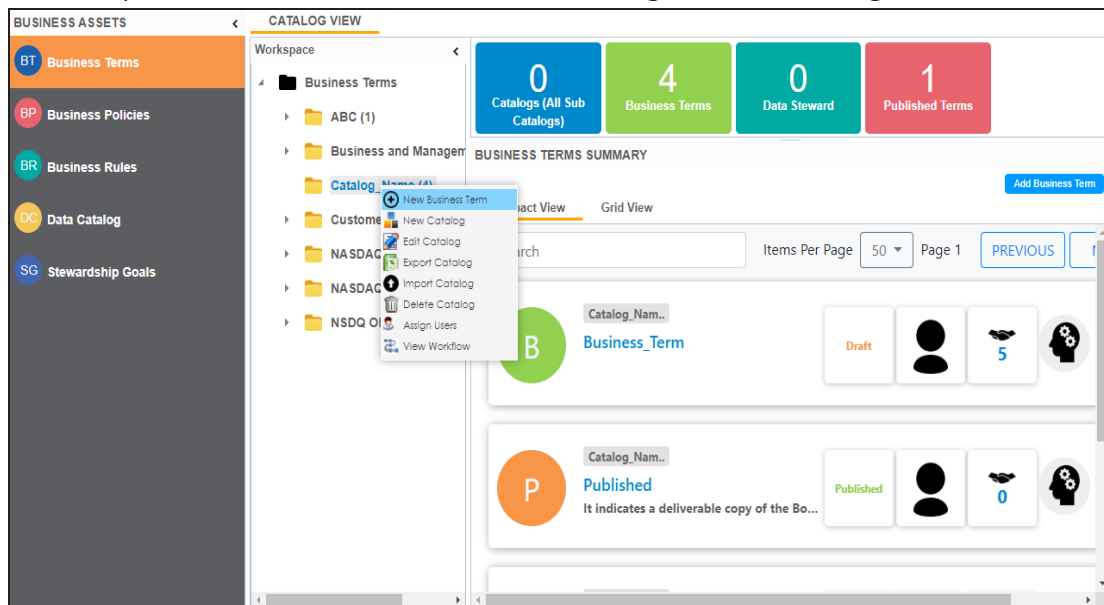 BUSINESS ASSETS
BT Business Terms
BP Business Policies
BR Business Rules
DC Data Catalog
SG Stewardship Goals
CATALOG VIEW
Workspace
Business Terms
ABC (1)
Business and Managem
Catalog_Name (4)
Custome
NASDAQ
NASDAQ
NSDQ O
New Business Term
New Catalog
Edit Catalog
Export Catalog
Import Catalog
Delete Catalog
Assign Users
View Workflow
0
Catalogs (All Sub
Catalogs)
4
Business Terms
0
Data Steward
1
Published Terms
BUSINESS TERMS SUMMARY
Add Business Term
pact View Grid View
arch Items Per Page 50 Page 1 PREVIOUS
Catalog_Nam..
B Business_Term Draft 5
Catalog_Nam..
P Published Published 0
It indicates a deliverable copy of the Bo...